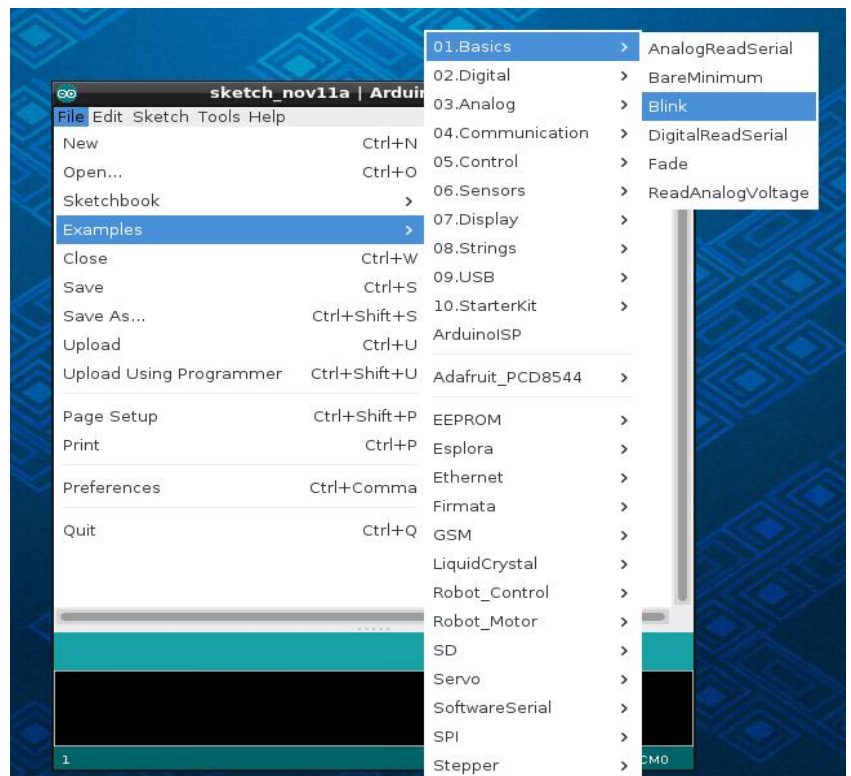 sketch_nov11a | Ardui
File Edit Sketch Tools Help
New Ctrl+N
Open... Ctrl+O
Sketchbook >
Examples >
Close Ctrl+W
Save Ctrl+S
Save As... Ctrl+Shift+S
Upload Ctrl+U
Upload Using Programmer Ctrl+Shift+U
Page Setup Ctrl+Shift+P
Print Ctrl+P
Preferences Ctrl+Comma
Quit Ctrl+Q
01.Basics >
02.Digital >
03.Analog >
04.Communication >
05.Control >
06.Sensors >
07.Display >
08.Strings >
09.USB >
10.StarterKit >
ArduinoISP
Adafruit_PCD8544 >
EEPROM >
Esplora >
Ethernet >
Firmata >
GSM >
LiquidCrystal >
Robot_Control >
Robot_Motor >
SD >
Servo >
SoftwareSerial >
SPI >
Stepper >
AnalogReadSerial
BareMinimum
Blink
DigitalReadSerial
Fade
ReadAnalogVoltage
1
CM0